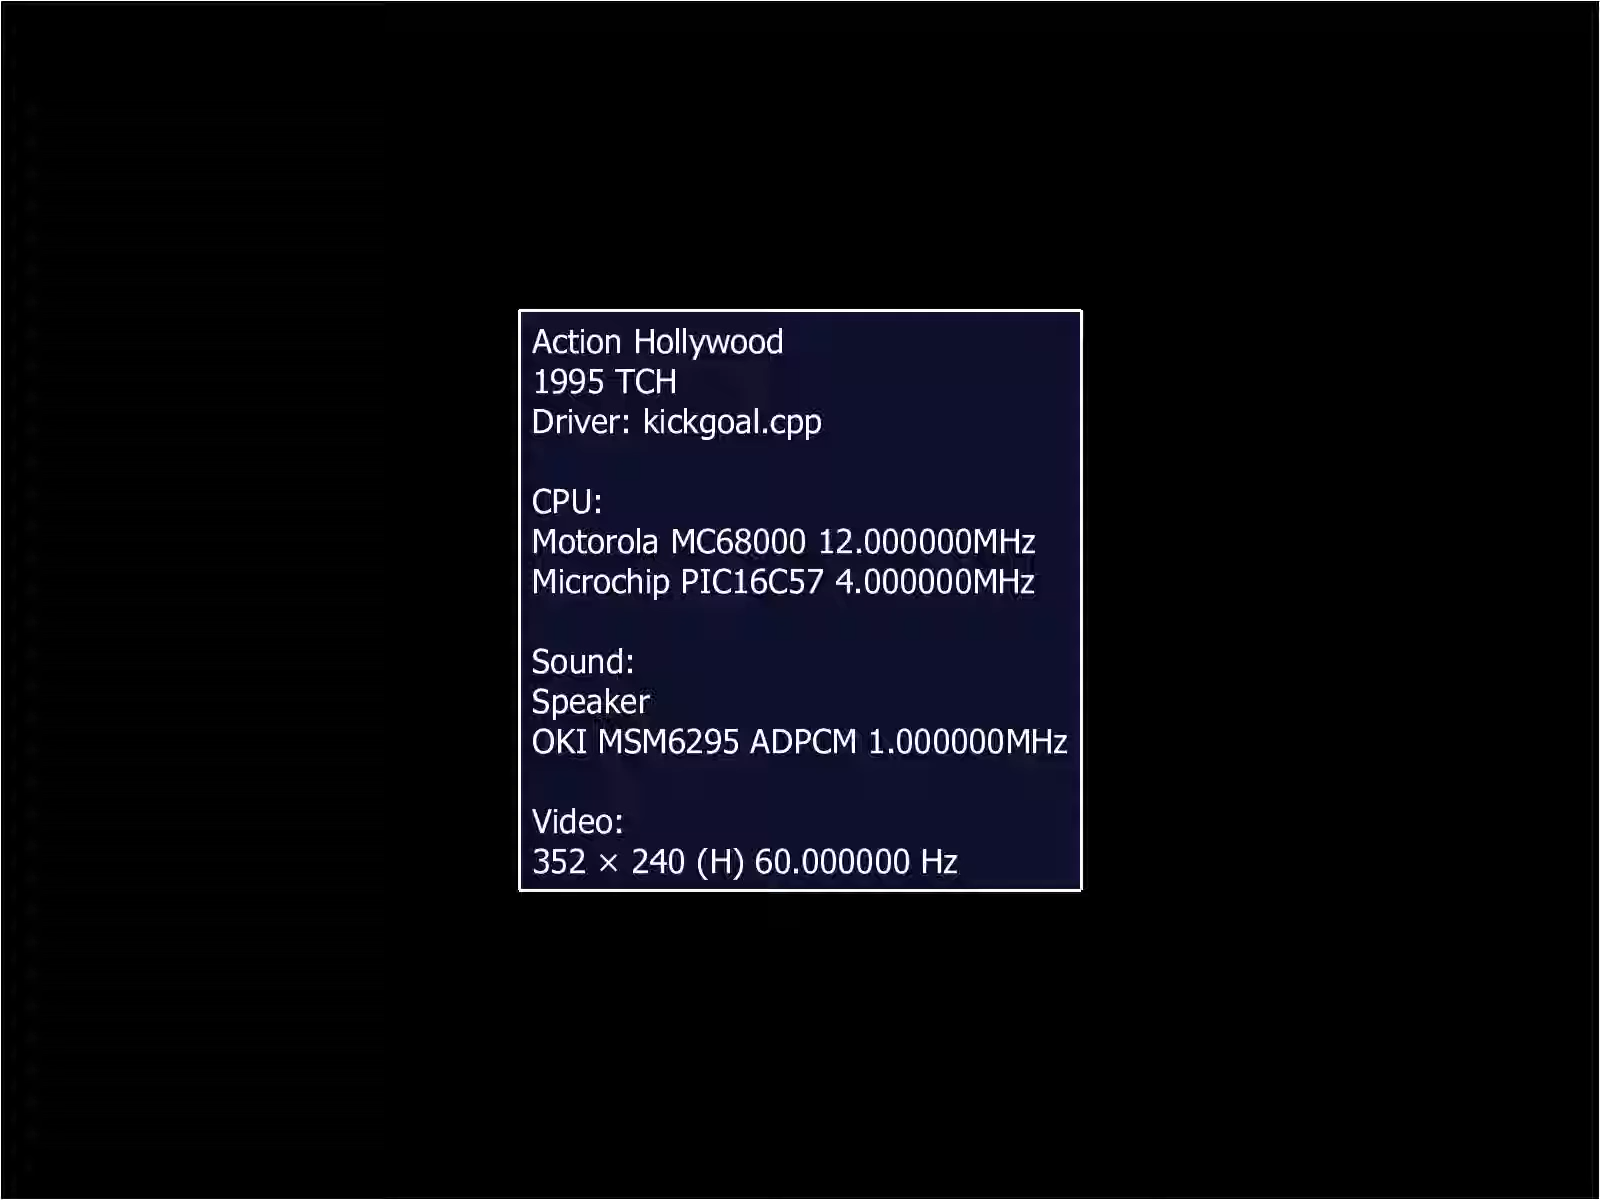 Action Hollywood
1995 TCH
Driver: kickgoal.cpp
CPU:
Motorola MC68000 12.000000MHz
Microchip PIC16C57 4.000000MHz
Sound:
Speaker
OKI MSM6295 ADPCM 1.000000MHz
Video:
352 × 240 (H) 60.000000 Hz